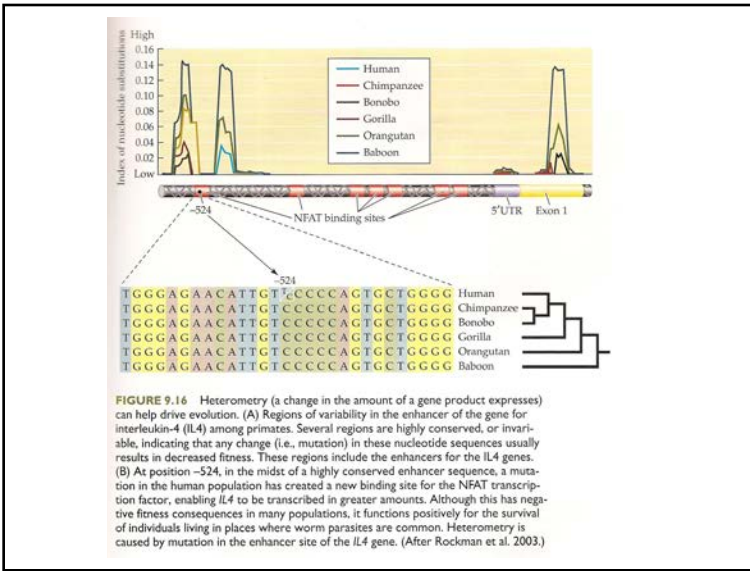 Index of nucleotide substitutions
High
0.16
0.14
0.12
0.10
0.08
0.06
0.04
0.02
Low
Human
Chimpanzee
Bonobo
Gorilla
Orangutan
Baboon
−524
NFAT binding sites
5′UTR
Exon 1
−524
TGGGAGAACATTGTTCCCCCCAGTGCTGGGG Human
TGGGAGAACATTGTCCCCCCAGTGCTGGGG Chimpanzee
TGGGAGAACATTGTCCCCCCAGTGCTGGGG Bonobo
TGGGAGAACATTGTCCCCCCAGTGCTGGGG Gorilla
TGGGAGAACATTGTCCCCCCAGTGCTGGGG Orangutan
TGGGAGAACATTGTCCCCCCAGTGCTGGGG Baboon
FIGURE 9.16 Heterometry (a change in the amount of a gene product expresses)
can help drive evolution. (A) Regions of variability in the enhancer of the gene for
interleukin-4 (IL4) among primates. Several regions are highly conserved, or invari-
able, indicating that any change (i.e., mutation) in these nucleotide sequences usually
results in decreased fitness. These regions include the enhancers for the IL4 genes.
(B) At position −524, in the midst of a highly conserved enhancer sequence, a muta-
tion in the human population has created a new binding site for the NFAT transcrip-
tion factor, enabling IL4 to be transcribed in greater amounts. Although this has nega-
tive fitness consequences in many populations, it functions positively for the survival
of individuals living in places where worm parasites are common. Heterometry is
caused by mutation in the enhancer site of the IL4 gene. (After Rockman et al. 2003.)